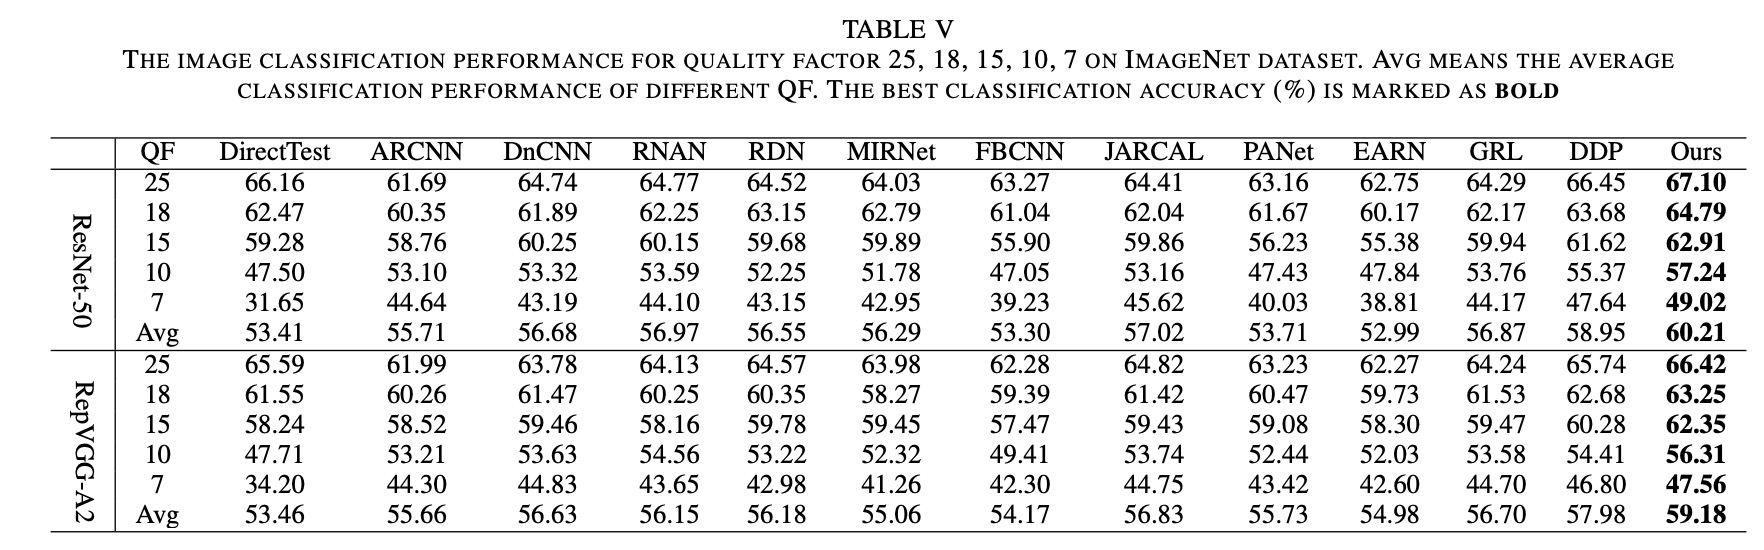 TABLE V
THE IMAGE CLASSIFICATION PERFORMANCE FOR QUALITY FACTOR 25, 18, 15, 10, 7 ON IMAGENET DATASET. AVG MEANS THE AVERAGE
CLASSIFICATION PERFORMANCE OF DIFFERENT QF. THE BEST CLASSIFICATION ACCURACY (%) IS MARKED AS BOLD
QF DirectTest ARCNN DnCNN RNAN RDN MIRNet FBCNN JARCAL PANet EARN GRL DDP Ours
ResNet-50
25 66.16 61.69 64.74 64.77 64.52 64.03 63.27 64.41 63.16 62.75 64.29 66.45 67.10
18 62.47 60.35 61.89 62.25 63.15 62.79 61.04 62.04 61.67 60.17 62.17 63.68 64.79
15 59.28 58.76 60.25 60.15 59.68 59.89 55.90 59.86 56.23 55.38 59.94 61.62 62.91
10 47.50 53.10 53.32 53.59 52.25 51.78 47.05 53.16 47.43 47.84 53.76 55.37 57.24
7 31.65 44.64 43.19 44.10 43.15 42.95 39.23 45.62 40.03 38.81 44.17 47.64 49.02
Avg 53.41 55.71 56.68 56.97 56.55 56.29 53.30 57.02 53.71 52.99 56.87 58.95 60.21
RepVGG-A2
25 65.59 61.99 63.78 64.13 64.57 63.98 62.28 64.82 63.23 62.27 64.24 65.74 66.42
18 61.55 60.26 61.47 60.25 60.35 58.27 59.39 61.42 60.47 59.73 61.53 62.68 63.25
15 58.24 58.52 59.46 58.16 59.78 59.45 57.47 59.43 59.08 58.30 59.47 60.28 62.35
10 47.71 53.21 53.63 54.56 53.22 52.32 49.41 53.74 52.44 52.03 53.58 54.41 56.31
7 34.20 44.30 44.83 43.65 42.98 41.26 42.30 44.75 43.42 42.60 44.70 46.80 47.56
Avg 53.46 55.66 56.63 56.15 56.18 55.06 54.17 56.83 55.73 54.98 56.70 57.98 59.18